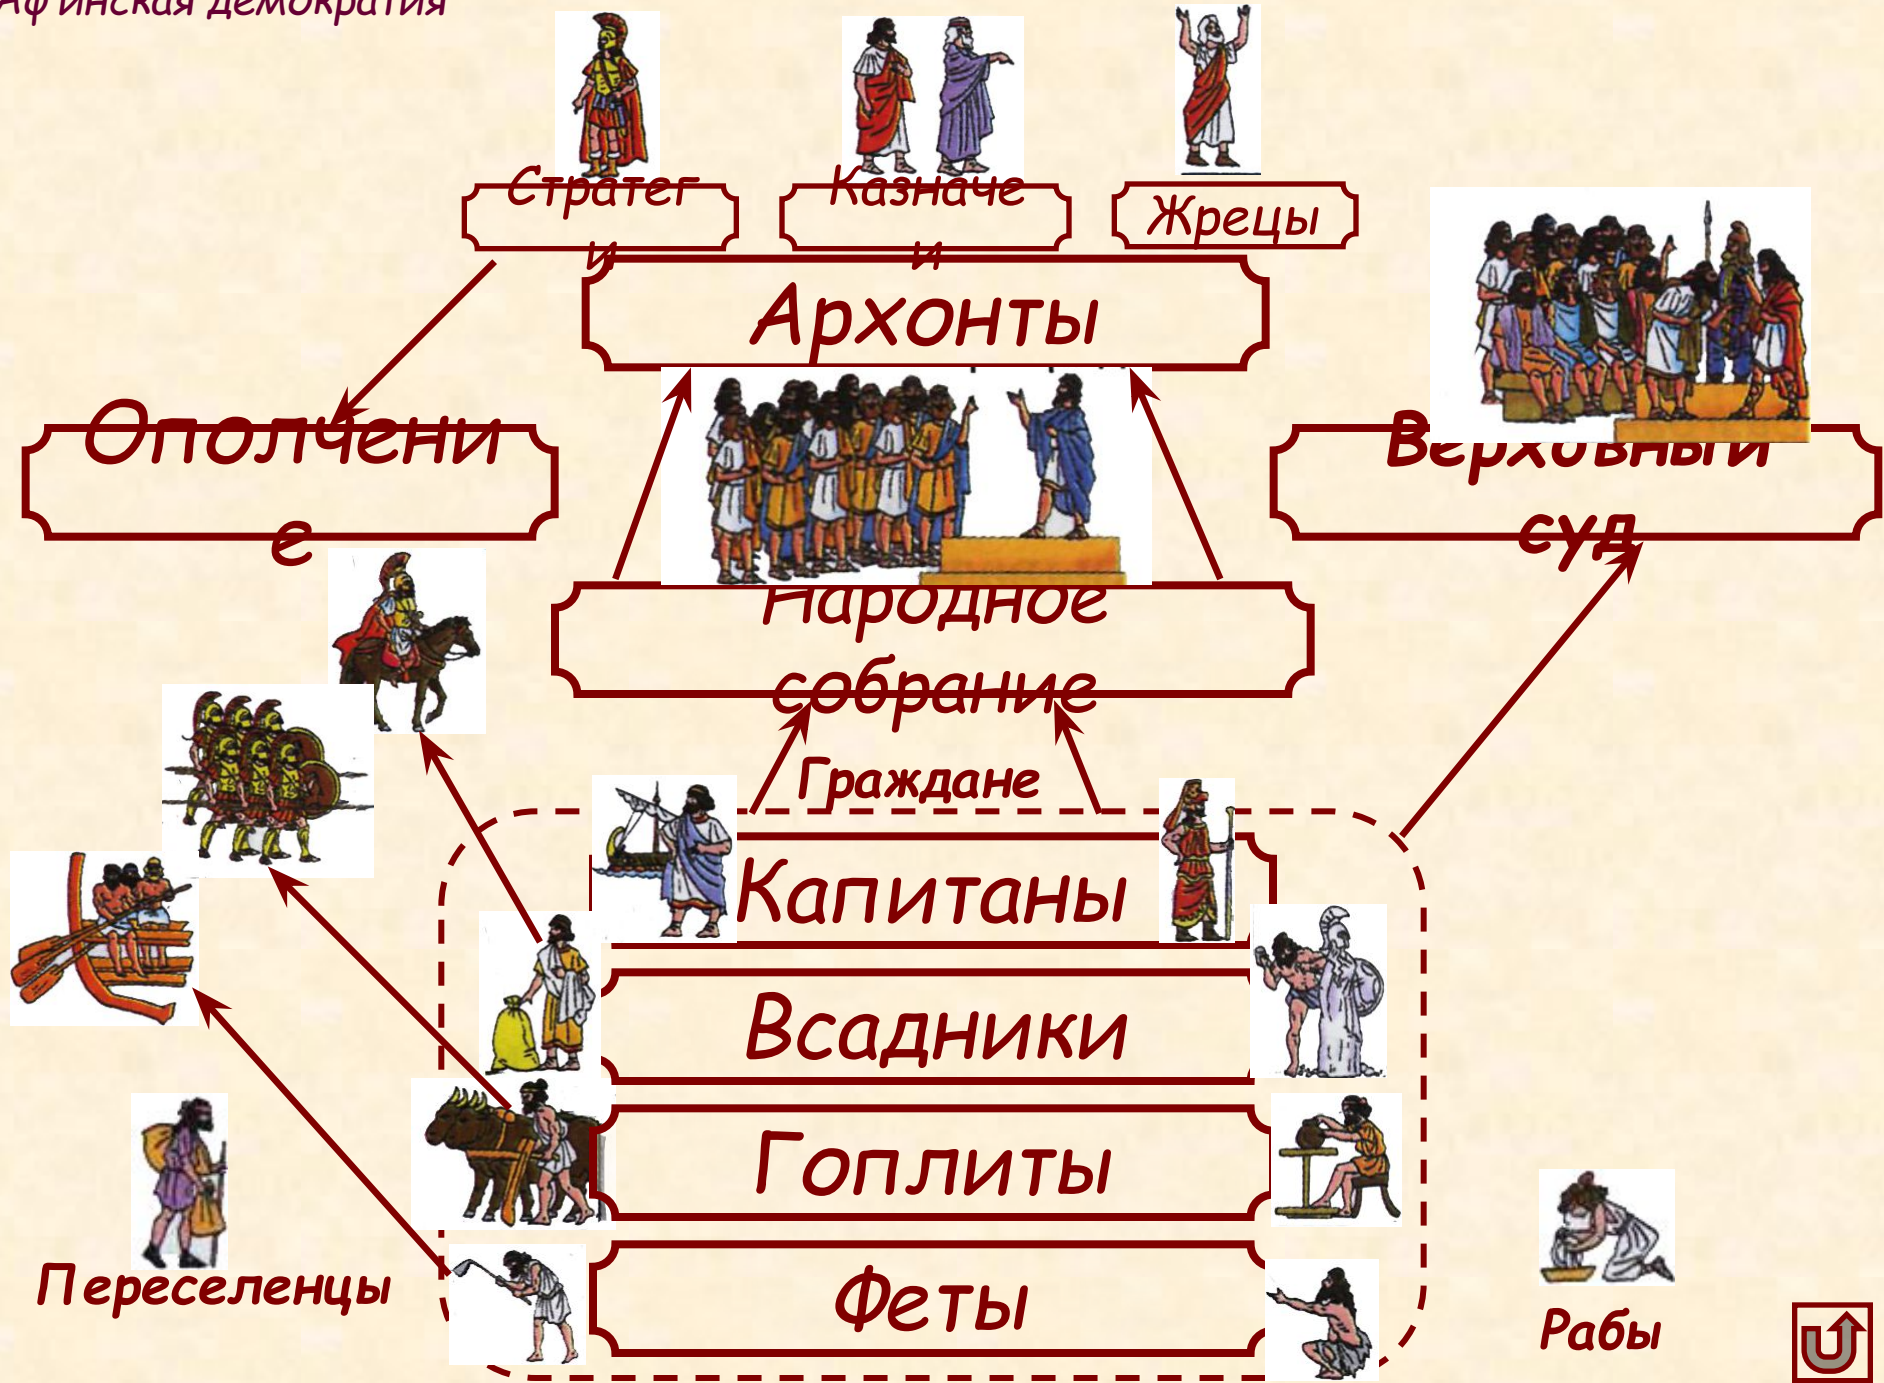 Афинская демократия
Стратег
и
Казначе
и
Жрецы
Архонты
Ополчени
е
Верховный
суд
Народное
собрание
Граждане
Капитаны
Всадники
Гоплиты
Феты
Переселенцы
Рабы